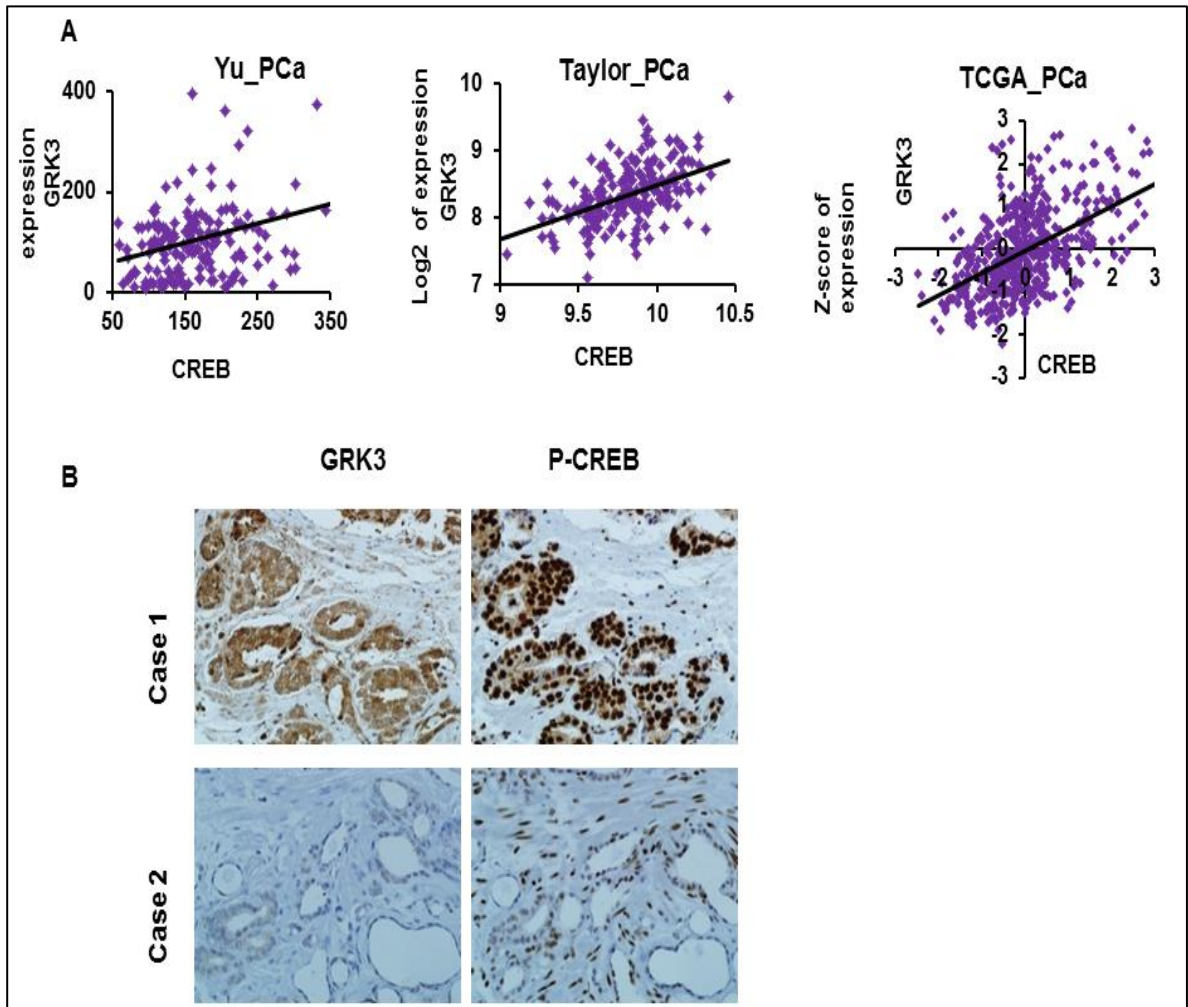 A
Yu_PCa
expression
GRK3
400
200
0
50
150
250
350
CREB
Taylor_PCa
Log2 of expression
GRK3
10
9
8
7
9
9.5
10
10.5
CREB
TCGA_PCa
Z-score of
expression
GRK3
3
2
1
-0
-1
-2
-3
-3
-2
-1
0
1
2
3
CREB
B
GRK3
P-CREB
Case 1
Case 2